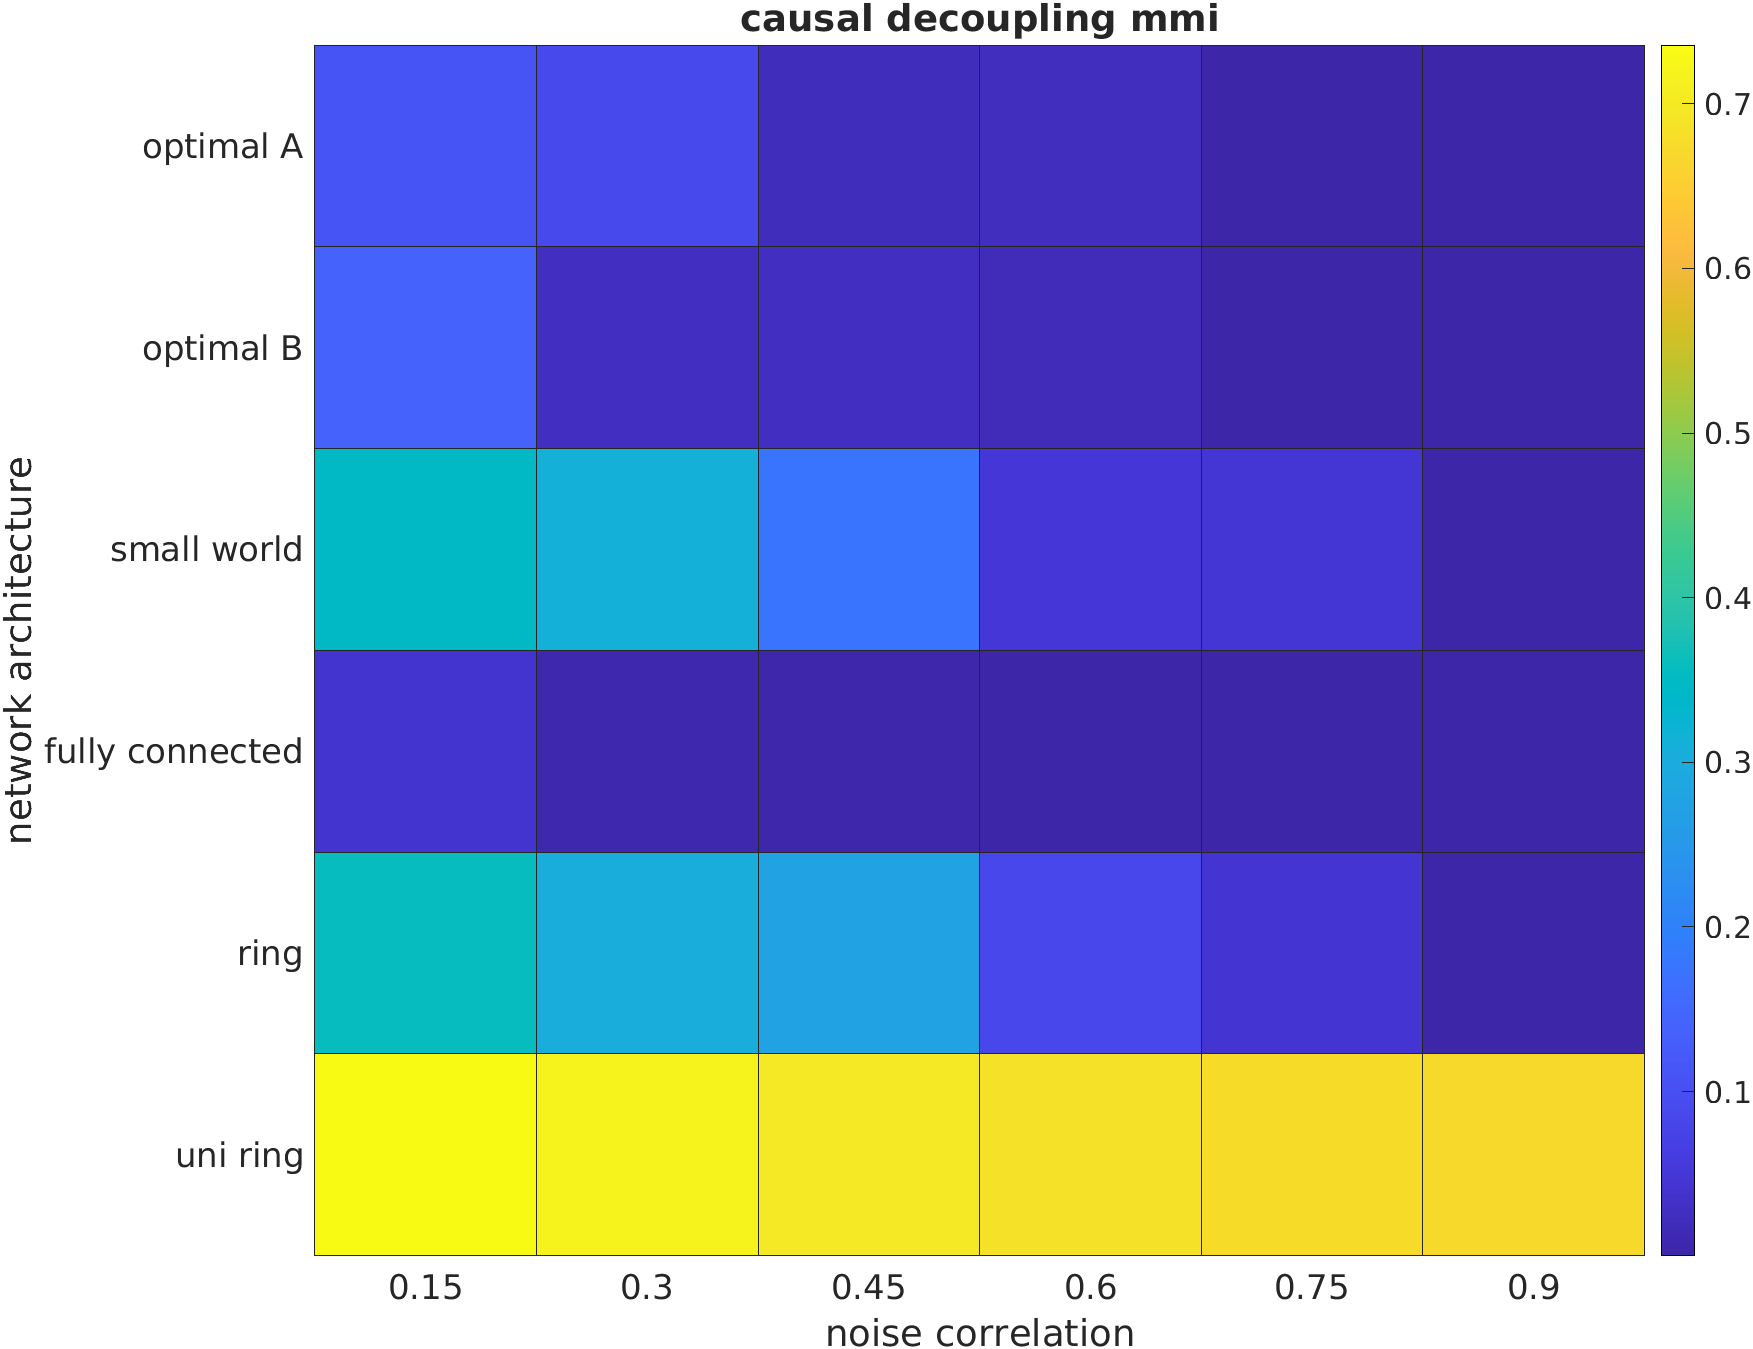 causal decoupling mmi
network architecture
optimal A
optimal B
small world
fully connected
ring
uni ring
0.15 0.3 0.45 0.6 0.75 0.9
noise correlation
0.7
0.6
0.5
0.4
0.3
0.2
0.1